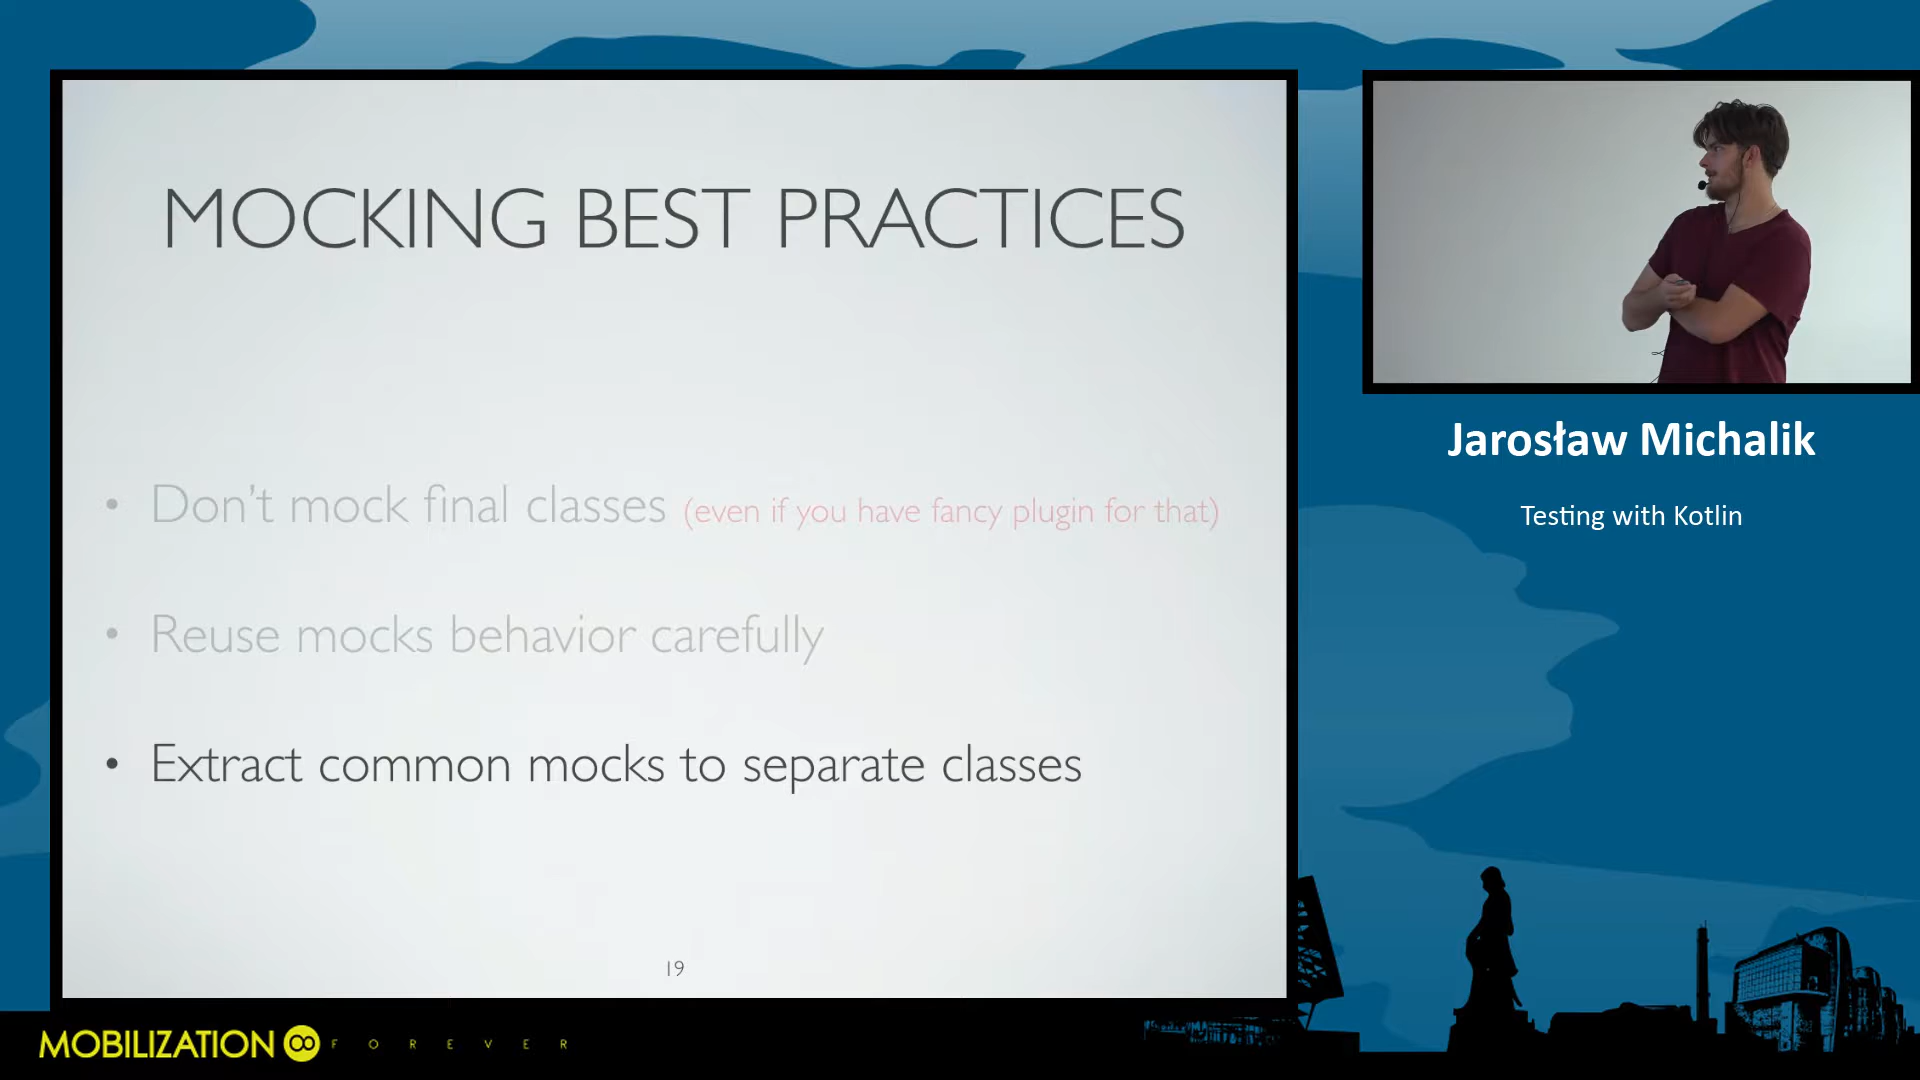 MOCKING BEST PRACTICES
• Don't mock final classes (even if you have fancy plugin for that)
• Reuse mocks behavior carefully
• Extract common mocks to separate classes
19
Jarosław Michalik
Testing with Kotlin
MOBILIZATION FOREVER